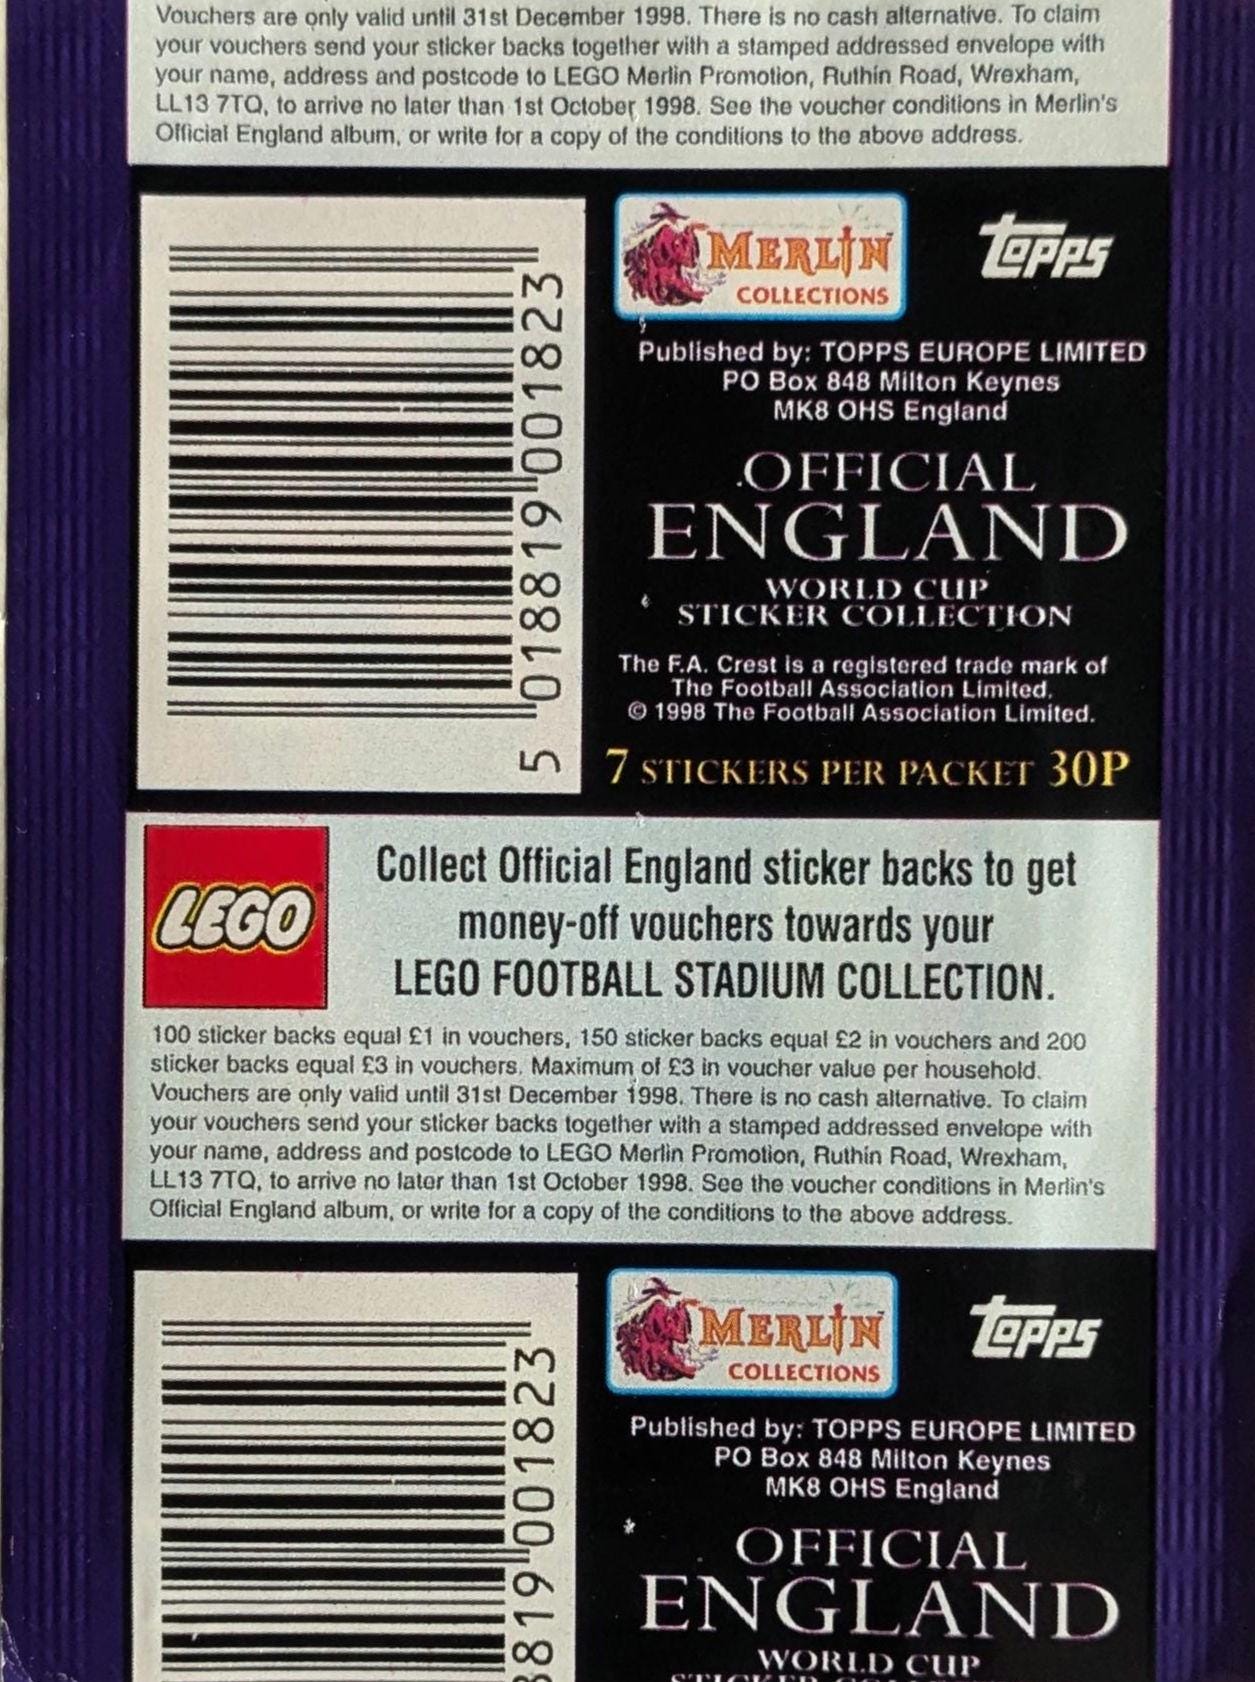 Vouchers are only valid until 31st December 1998. There is no cash alternative. To claim
your vouchers send your sticker backs together with a stamped addressed envelope with
your name, address and postcode to LEGO Merlin Promotion, Ruthin Road, Wrexham,
LL13 7TQ, to arrive no later than 1st October 1998. See the voucher conditions in Merlin's
Official England album, or write for a copy of the conditions to the above address.
5 018819 001823
MERLIN
COLLECTIONS
TOPPS
Published by: TOPPS EUROPE LIMITED
PO Box 848 Milton Keynes
MK8 OHS England
OFFICIAL
ENGLAND
WORLD CUP
STICKER COLLECTION
The F.A. Crest is a registered trade mark of
The Football Association Limited.
© 1998 The Football Association Limited.
7 STICKERS PER PACKET 30P
LEGO
Collect Official England sticker backs to get
money-off vouchers towards your
LEGO FOOTBALL STADIUM COLLECTION.
100 sticker backs equal £1 in vouchers, 150 sticker backs equal £2 in vouchers and 200
sticker backs equal £3 in vouchers. Maximum of £3 in voucher value per household.
Vouchers are only valid until 31st December 1998. There is no cash alternative. To claim
your vouchers send your sticker backs together with a stamped addressed envelope with
your name, address and postcode to LEGO Merlin Promotion, Ruthin Road, Wrexham,
LL13 7TQ, to arrive no later than 1st October 1998. See the voucher conditions in Merlin's
Official England album, or write for a copy of the conditions to the above address.
8819 001823
MERLIN
COLLECTIONS
TOPPS
Published by: TOPPS EUROPE LIMITED
PO Box 848 Milton Keynes
MK8 OHS England
OFFICIAL
ENGLAND
WORLD CUP
STICKER COLLECTION